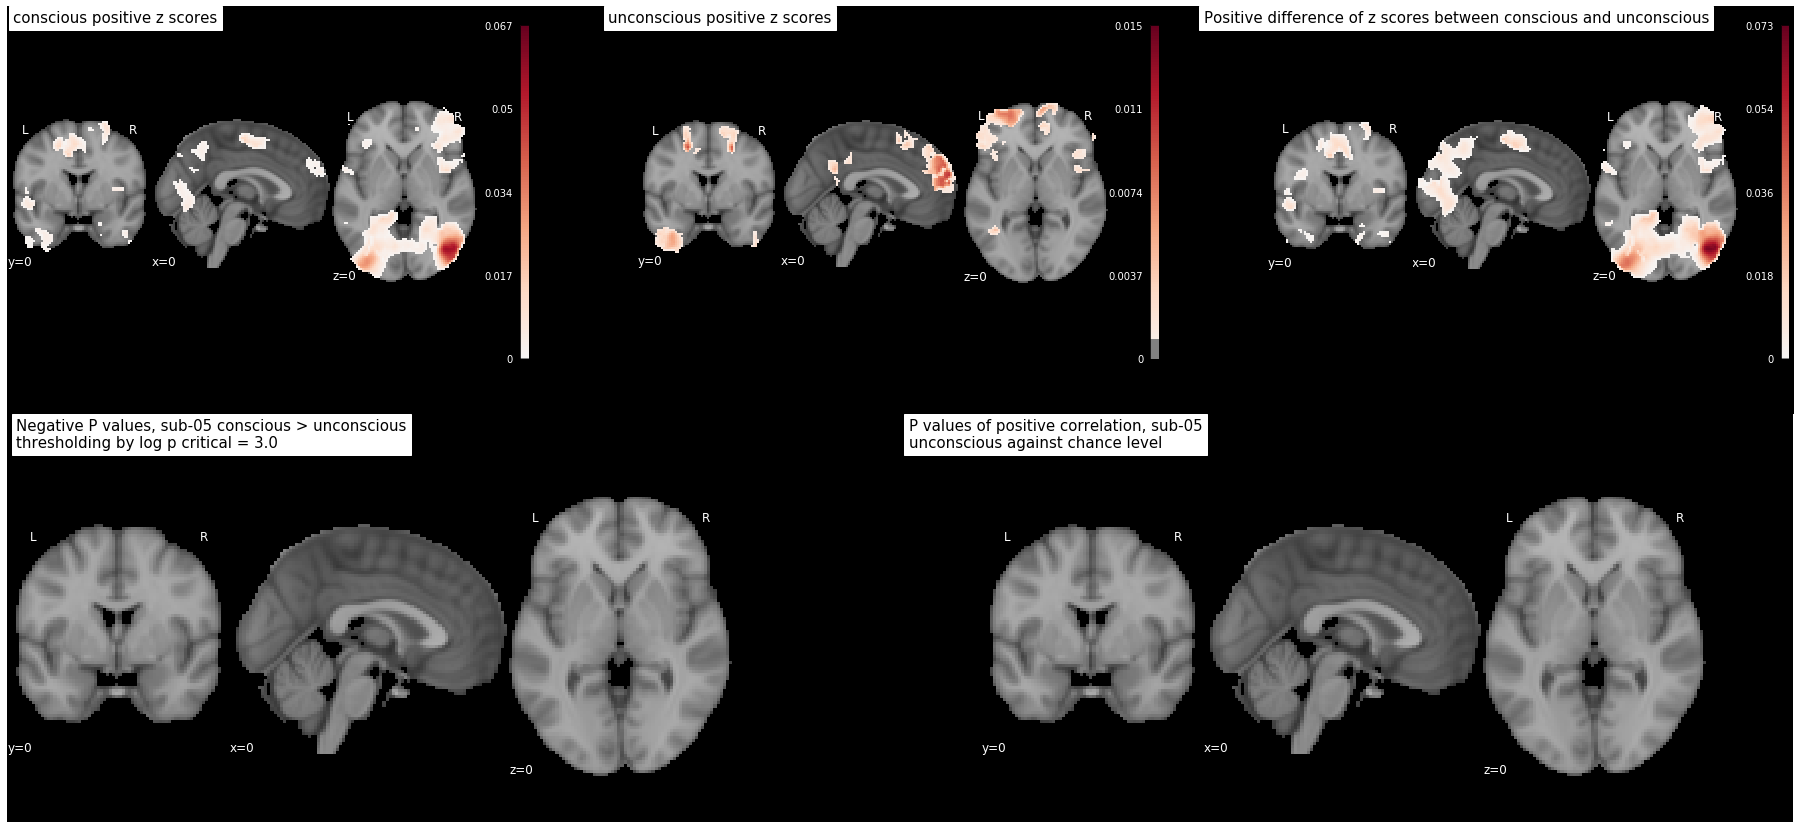 conscious positive z scores
unconscious positive z scores
Positive difference of z scores between conscious and unconscious
0.067
0.05
0.034
0.017
0
L
R
L
R
y=0
x=0
z=0
0.015
0.011
0.0074
0.0037
0
L
R
L
R
y=0
x=0
z=0
0.073
0.054
0.036
0.018
0
L
R
L
R
y=0
x=0
z=0
Negative P values, sub-05 conscious > unconscious
thresholding by log p critical = 3.0
L
R
L
R
y=0
x=0
z=0
P values of positive correlation, sub-05
unconscious against chance level
L
R
L
R
y=0
x=0
z=0